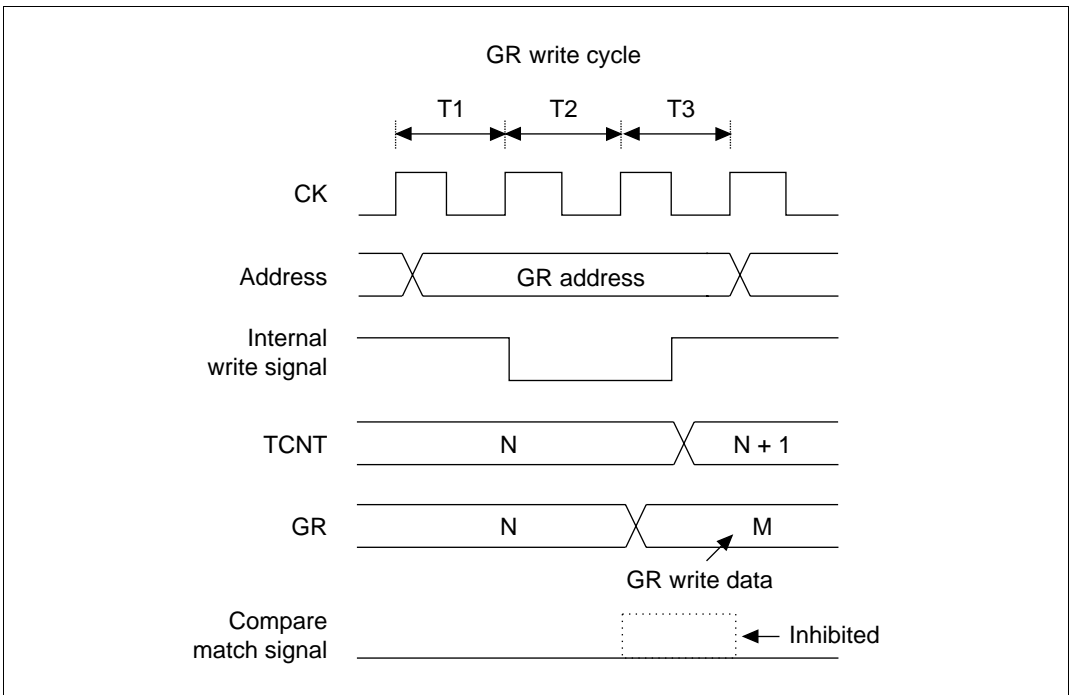 GR write cycle
T1 T2 T3
CK
Address GR address
Internal
write signal
TCNT N N + 1
GR N M
GR write data
Compare
match signal Inhibited